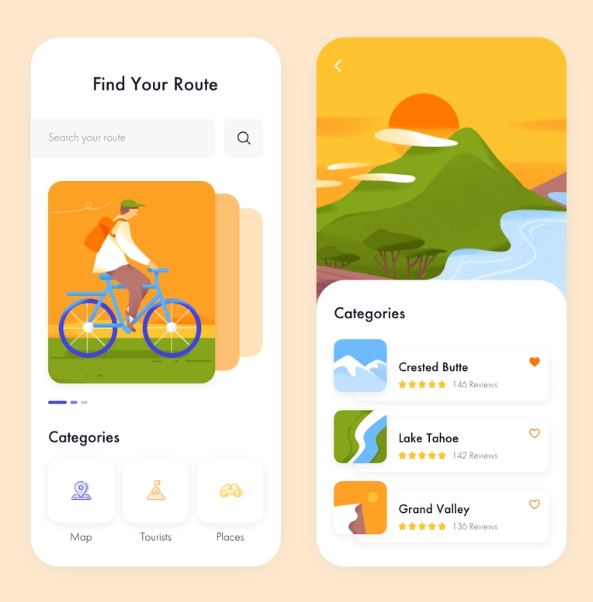 Find Your Route
Search your route
Categories
Map
Tourists
Places
Categories
Crested Butte
146 Reviews
Lake Tahoe
142 Reviews
Grand Valley
136 Reviews